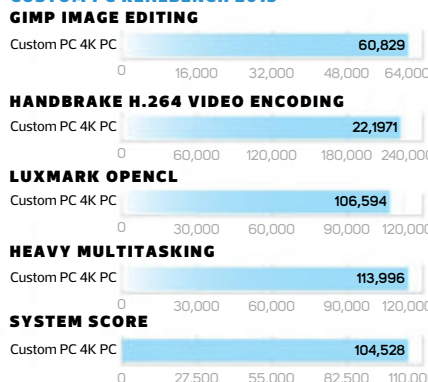 GIMP IMAGE EDITING
Custom PC 4K PC 60,829
0 16,000 32,000 48,000 64,000
HANDBRAKE H.264 VIDEO ENCODING
Custom PC 4K PC 22,1971
0 60,000 120,000 180,000 240,000
LUXMARK OPENCL
Custom PC 4K PC 106,594
0 30,000 60,000 90,000 120,000
HEAVY MULTITASKING
Custom PC 4K PC 113,996
0 30,000 60,000 90,000 120,000
SYSTEM SCORE
Custom PC 4K PC 104,528
0 27,500 55,000 82,500 110,00